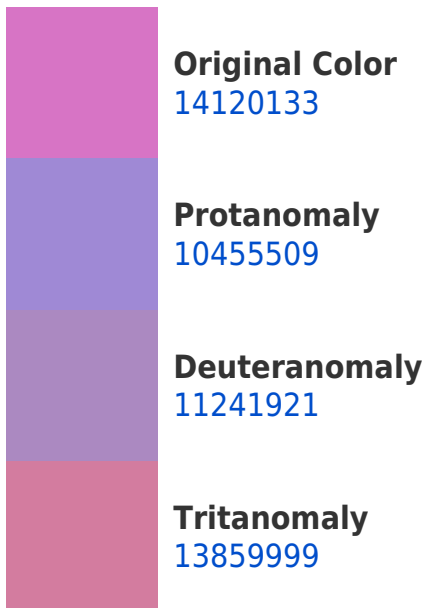 Original Color
14120133
Protanomaly
10455509
Deuteranomaly
11241921
Tritanomaly
13859999